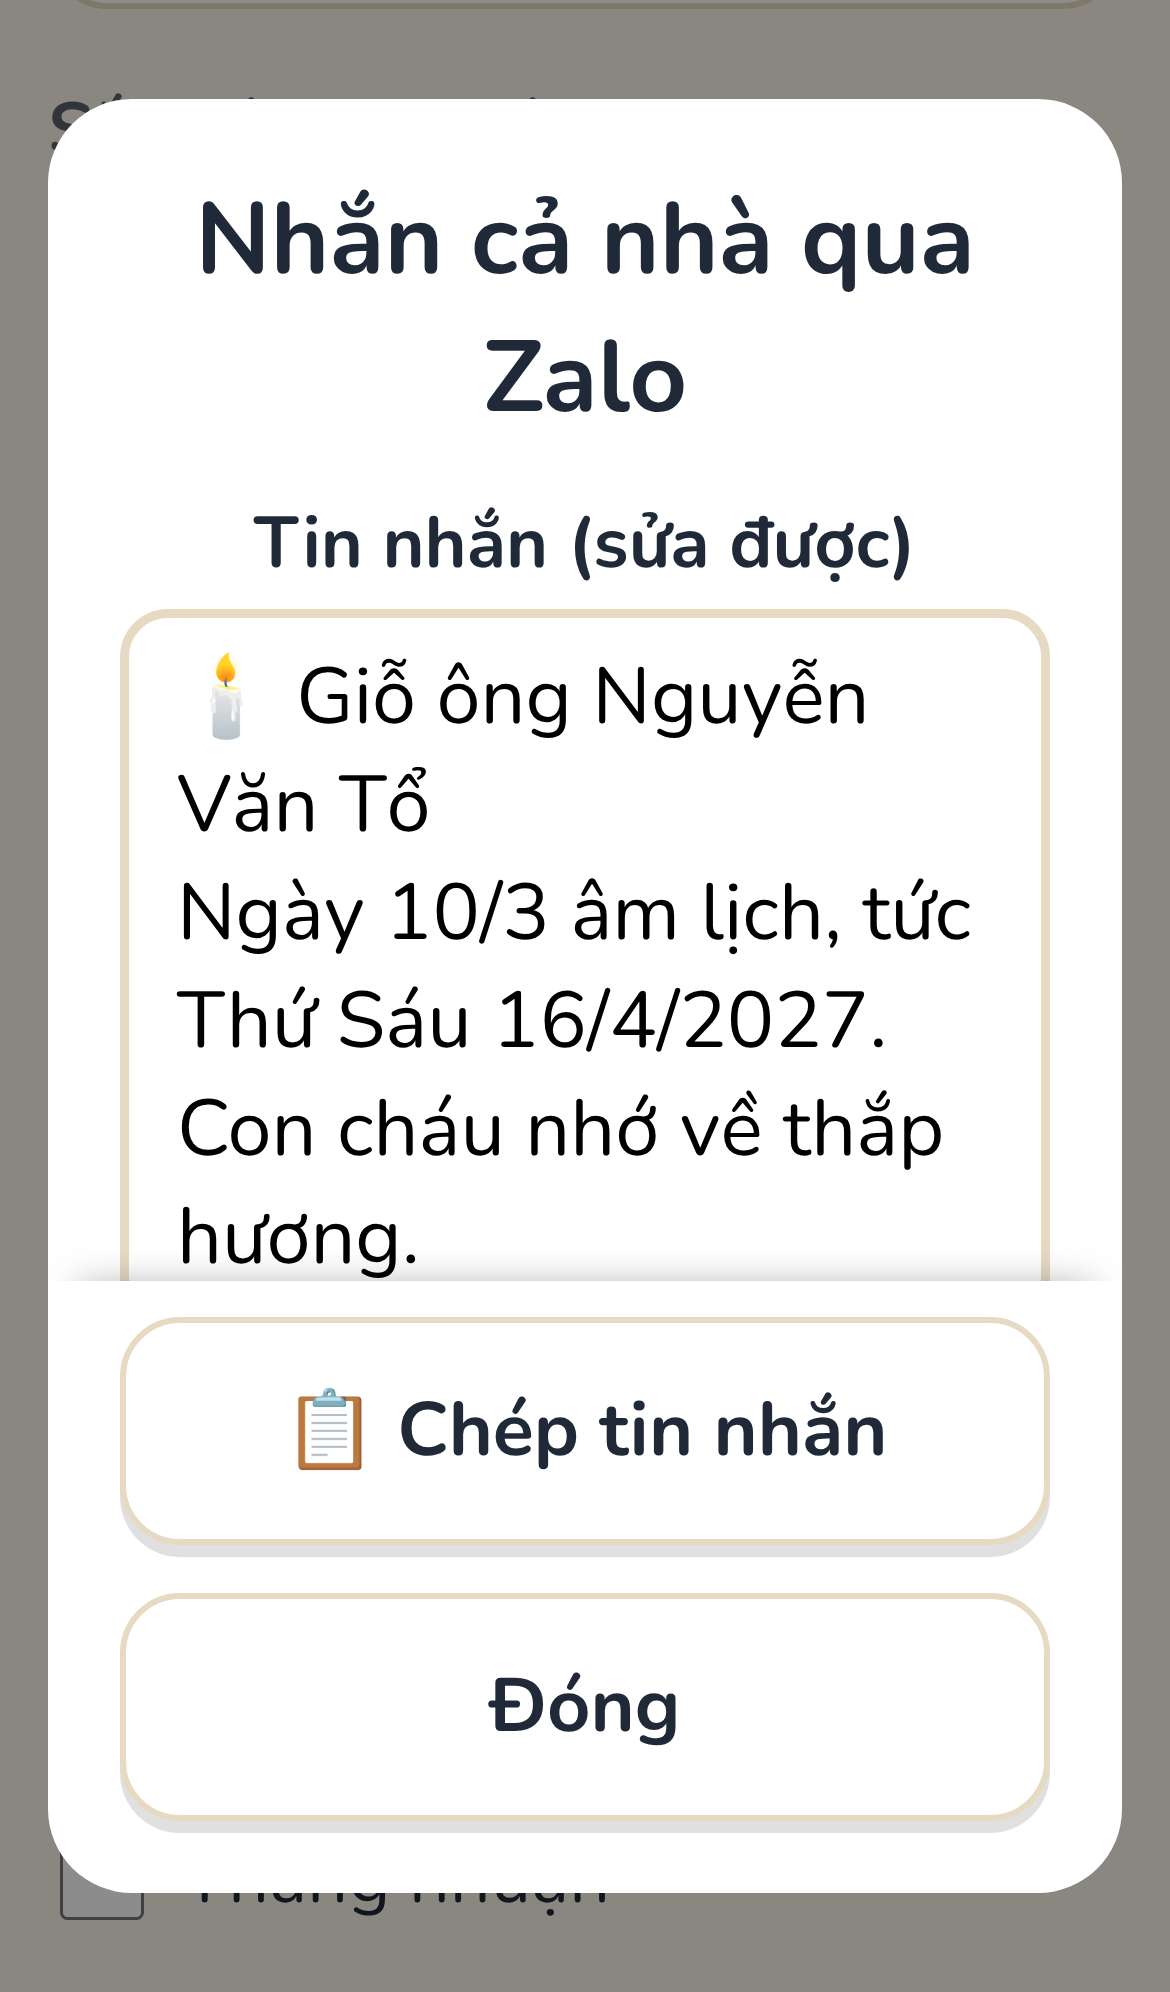 Nhắn cả nhà qua
Zalo
Tin nhắn (sửa được)
🕯️ Giỗ ông Nguyễn
Văn Tổ
Ngày 10/3 âm lịch, tức
Thứ Sáu 16/4/2027.
Con cháu nhớ về thắp
hương.
📋 Chép tin nhắn
Đóng